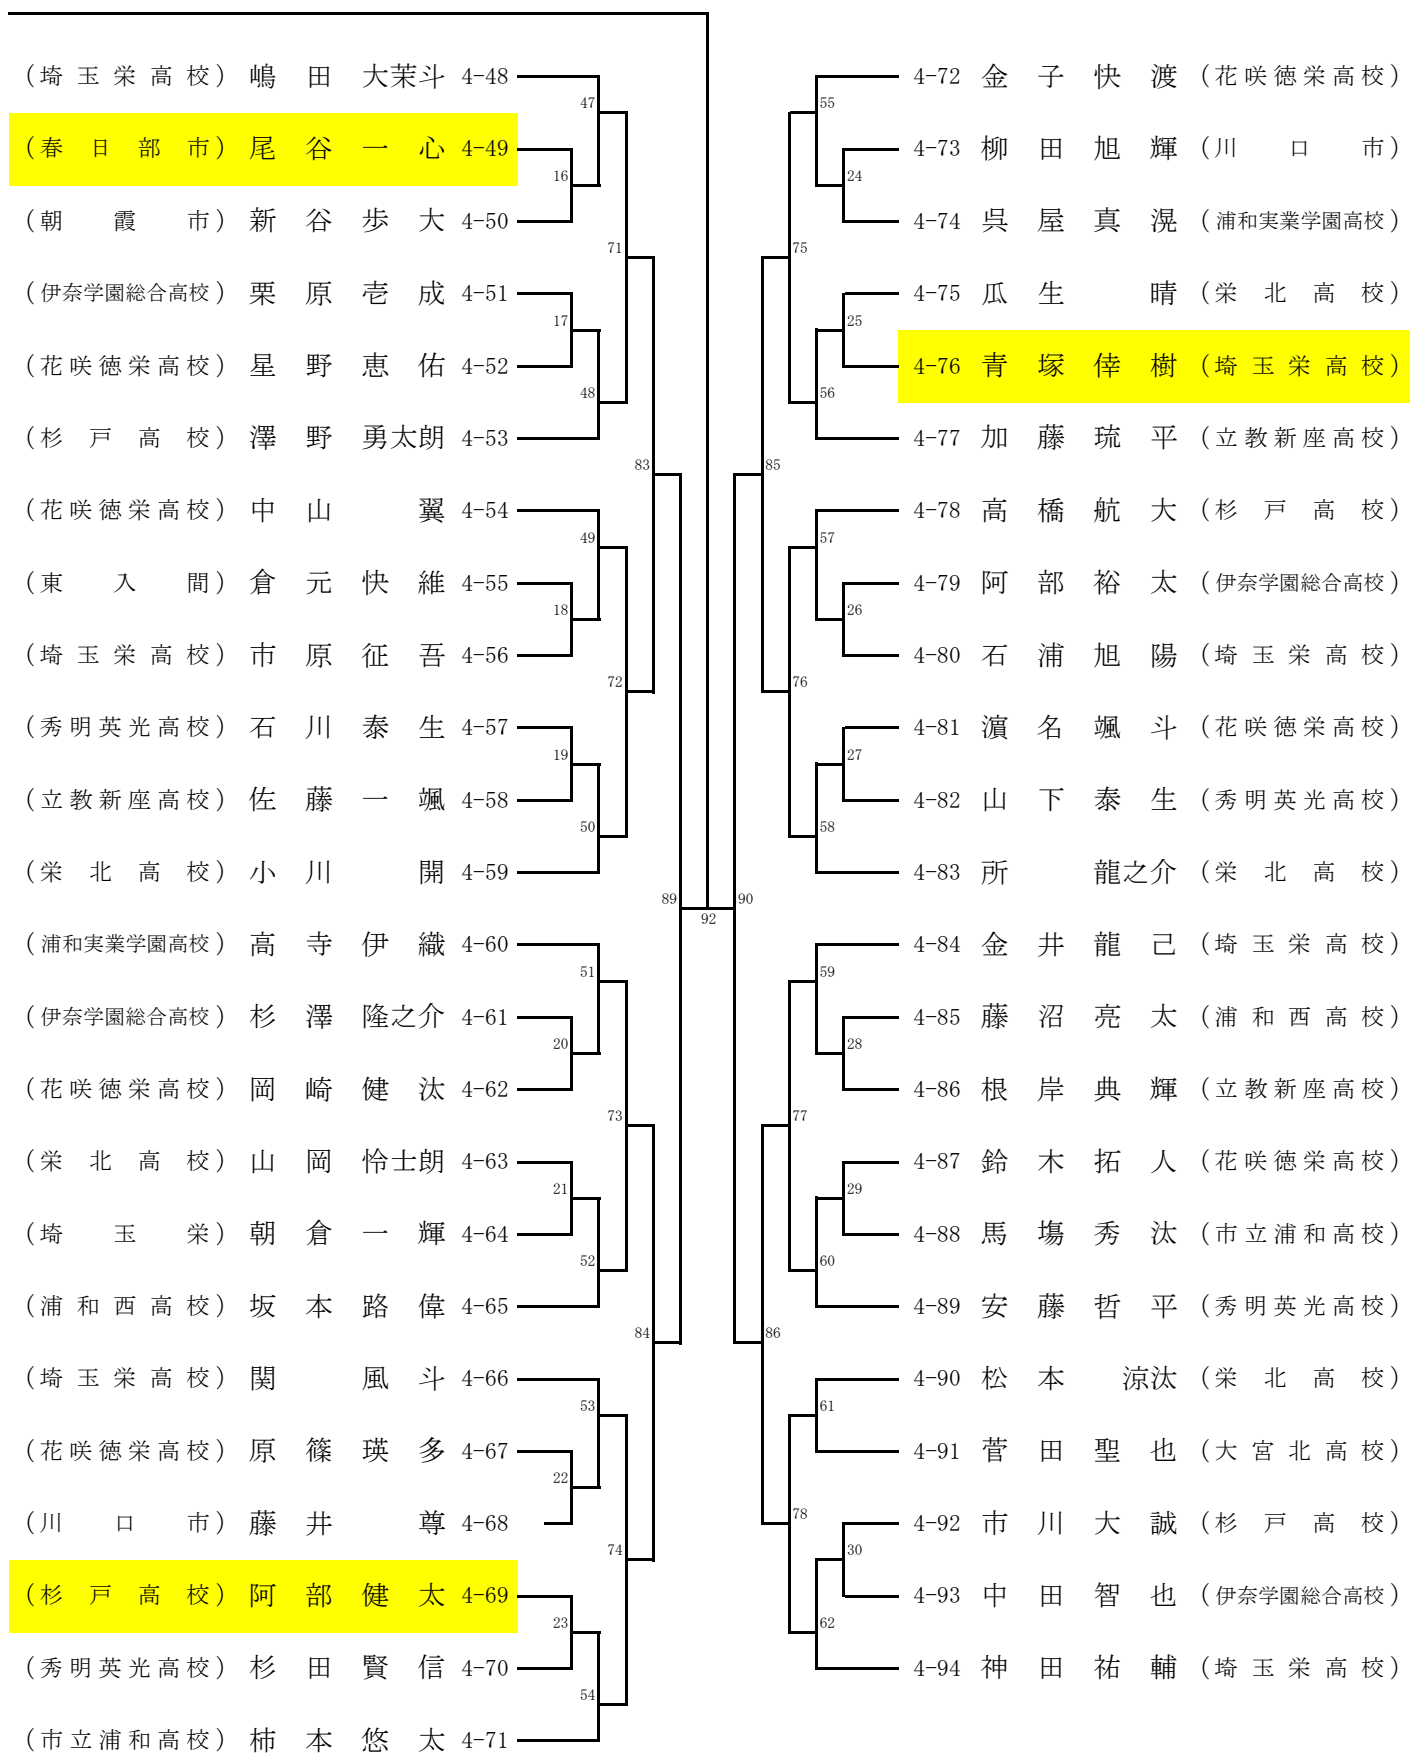 (埼玉栄高校) 嶋田 大茉斗 4-48
(春日部市) 尾谷 一心 4-49
(朝霞市) 新谷 歩大 4-50
(伊奈学園総合高校) 栗原 壱成 4-51
(花咲徳栄高校) 星野 恵佑 4-52
(杉戸高校) 澤野 勇太朗 4-53
(花咲徳栄高校) 中山 翼 4-54
(東入間) 倉元 快維 4-55
(埼玉栄高校) 市原 征吾 4-56
(秀明英光高校) 石川 泰生 4-57
(立教新座高校) 佐藤 一颯 4-58
(栄北高校) 小川 開 4-59
(浦和実業学園高校) 高寺 伊織 4-60
(伊奈学園総合高校) 杉澤 隆之介 4-61
(花咲徳栄高校) 岡崎 健汰 4-62
(栄北高校) 山岡 怜士朗 4-63
(埼玉栄) 朝倉 一輝 4-64
(浦和西高校) 坂本 路偉 4-65
(埼玉栄高校) 関 風斗 4-66
(花咲徳栄高校) 原篠 瑛多 4-67
(川口市) 藤井 尊 4-68
(杉戸高校) 阿部 健太 4-69
(秀明英光高校) 杉田 賢信 4-70
(市立浦和高校) 柿本 悠太 4-71
47
16
71
17
48
83
49
18
72
19
50
89
51
20
73
21
52
84
53
22
74
23
54
92
90
55
24
75
25
56
85
57
26
76
27
58
59
28
77
29
60
86
61
78
30
62
4-72 金子 快渡 (花咲徳栄高校)
4-73 柳田 旭輝 (川口市)
4-74 呉屋 真滉 (浦和実業学園高校)
4-75 瓜生 晴 (栄北高校)
4-76 青塚 倖樹 (埼玉栄高校)
4-77 加藤 琉平 (立教新座高校)
4-78 高橋 航大 (杉戸高校)
4-79 阿部 裕太 (伊奈学園総合高校)
4-80 石浦 旭陽 (埼玉栄高校)
4-81 濵名 颯斗 (花咲徳栄高校)
4-82 山下 泰生 (秀明英光高校)
4-83 所 龍之介 (栄北高校)
4-84 金井 龍己 (埼玉栄高校)
4-85 藤沼 亮太 (浦和西高校)
4-86 根岸 典輝 (立教新座高校)
4-87 鈴木 拓人 (花咲徳栄高校)
4-88 馬塲 秀汰 (市立浦和高校)
4-89 安藤 哲平 (秀明英光高校)
4-90 松本 涼汰 (栄北高校)
4-91 菅田 聖也 (大宮北高校)
4-92 市川 大誠 (杉戸高校)
4-93 中田 智也 (伊奈学園総合高校)
4-94 神田 祐輔 (埼玉栄高校)